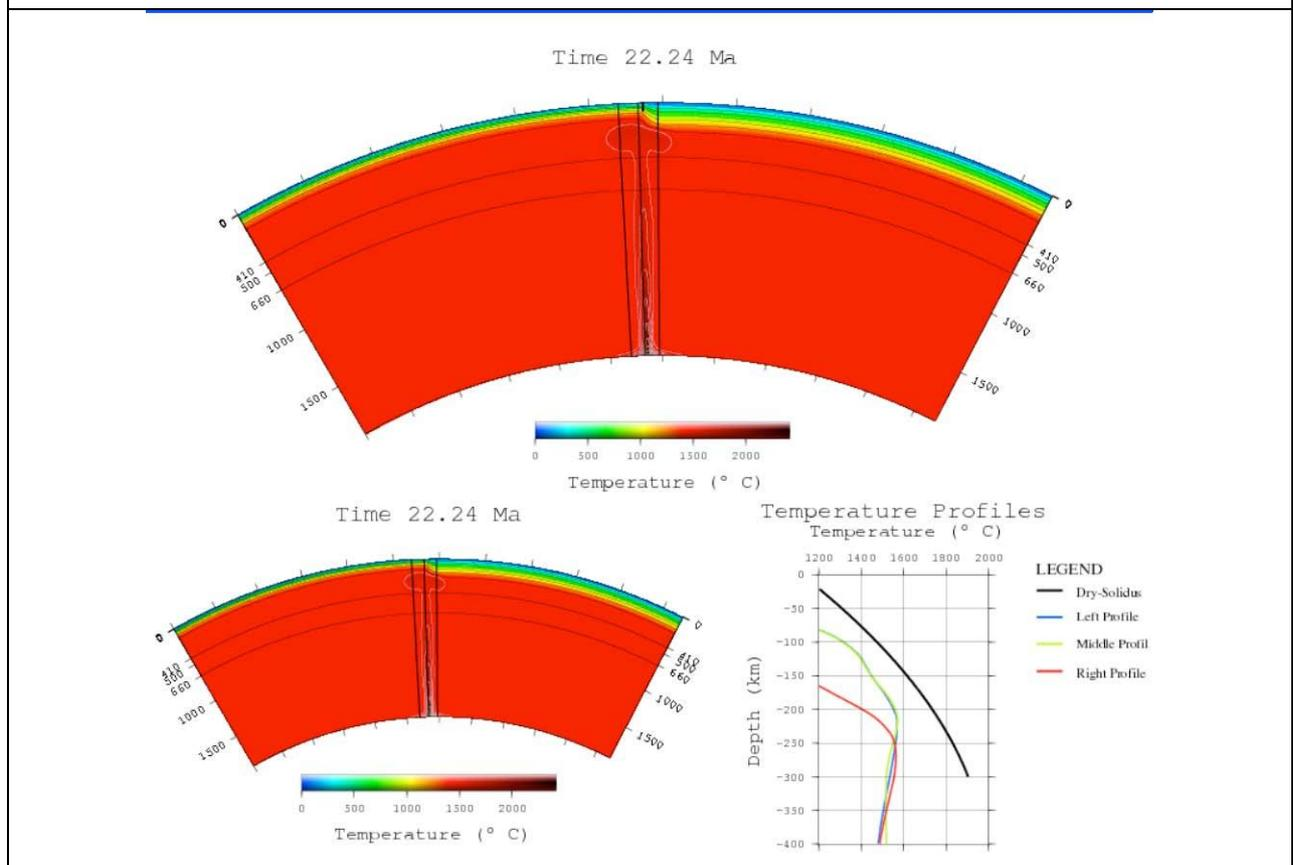 Time 22.24 Ma
0
410
500
660
1000
1500
0
410
500
660
1000
1500
0 500 1000 1500 2000
Temperature (° C)
Time 22.24 Ma
0
410
500
660
1000
1500
0
410
500
660
1000
1500
0 500 1000 1500 2000
Temperature (° C)
Temperature Profiles
Temperature (° C)
1200 1400 1600 1800 2000
Depth (km)
0
-50
-100
-150
-200
-250
-300
-350
-400
LEGEND
Dry-Solidus
Left Profile
Middle Profil
Right Profile